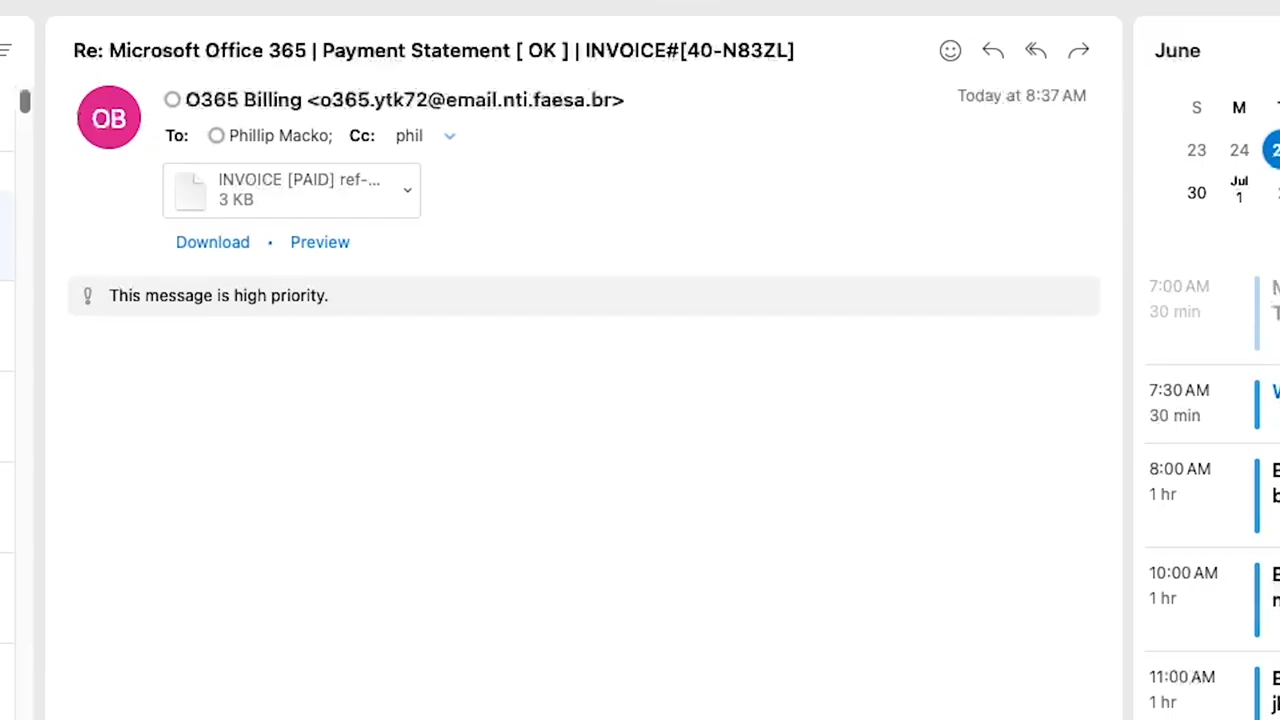 Re: Microsoft Office 365 | Payment Statement [ OK ] | INVOICE#[40-N83ZL]
OB
O365 Billing <o365.ytk72@email.nti.faesa.br>
Today at 8:37 AM
To: Phillip Macko; Cc: phil
INVOICE [PAID] ref-...
3 KB
Download • Preview
This message is high priority.
June
S M
23 24
30 Jul 1
7:00 AM
30 min
7:30 AM
30 min
8:00 AM
1 hr
10:00 AM
1 hr
11:00 AM
1 hr